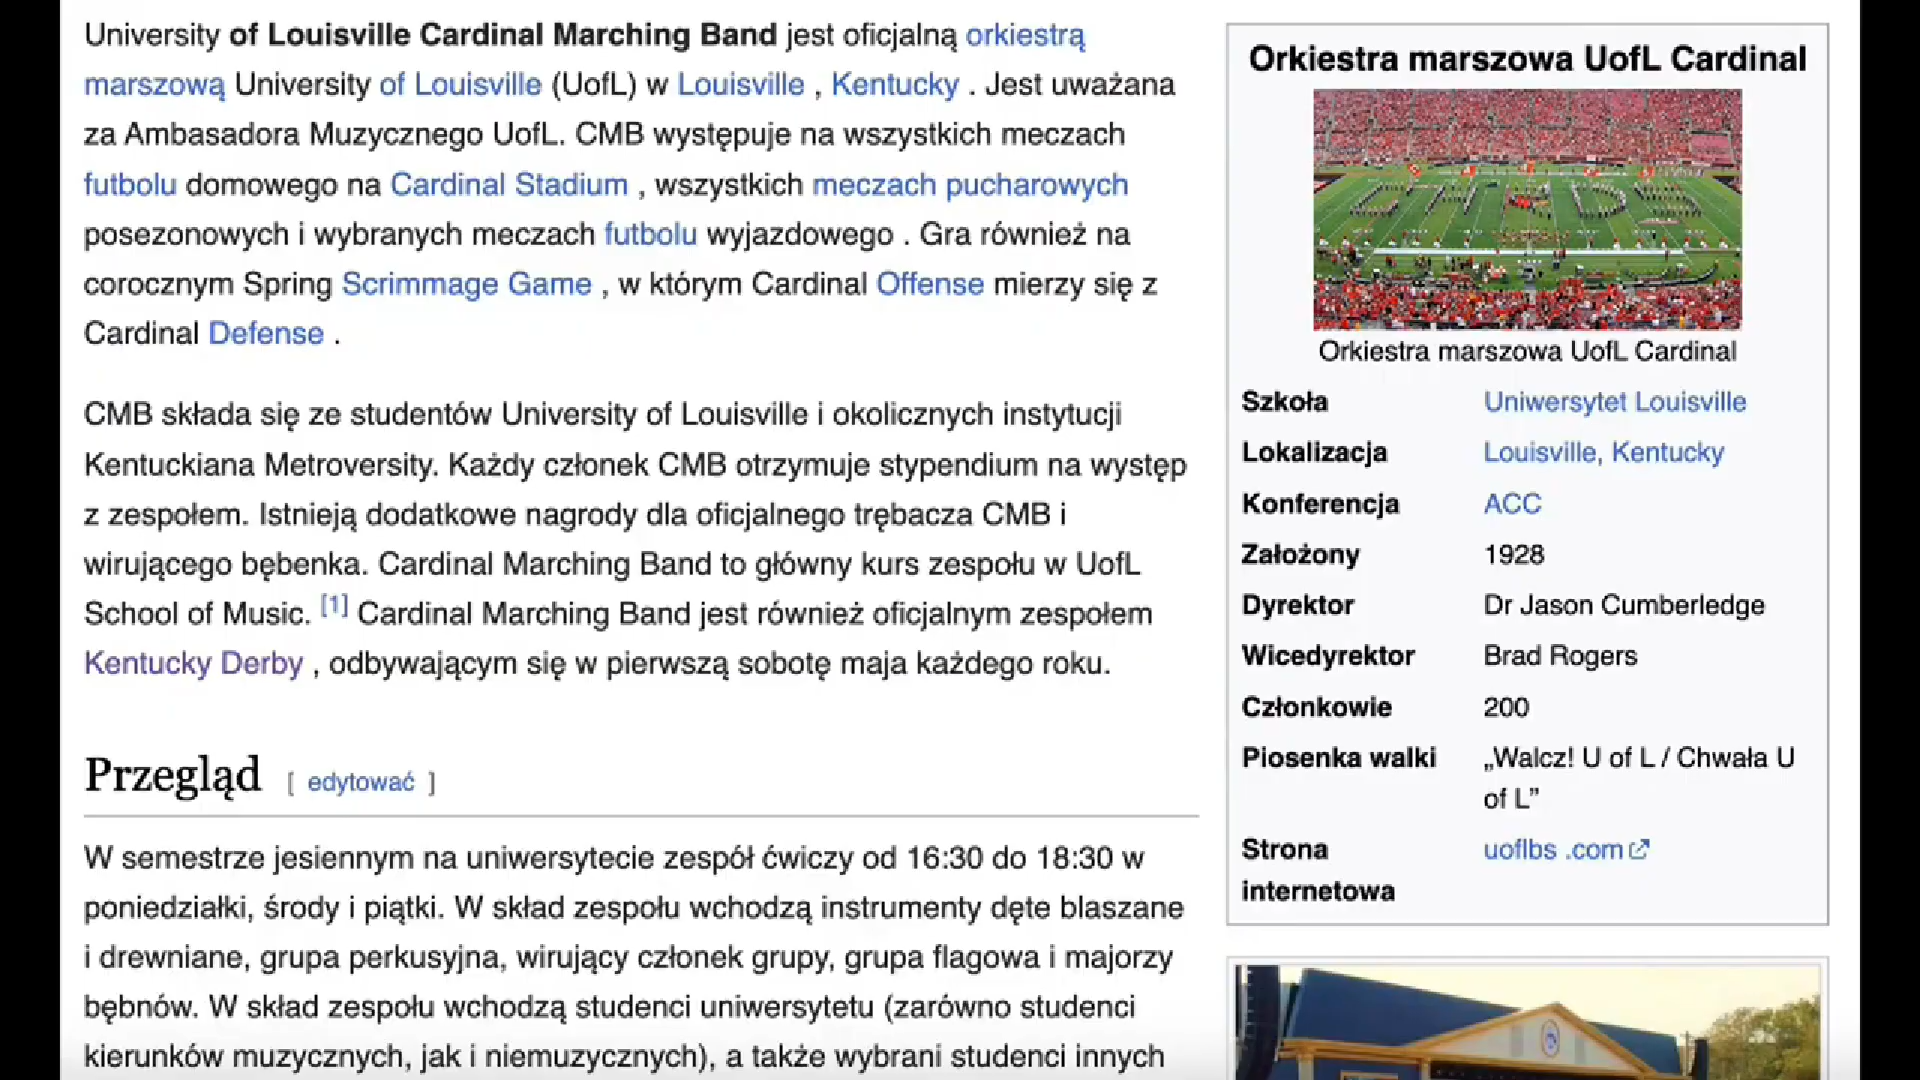 University of Louisville Cardinal Marching Band jest oficjalną orkiestrą
marszową University of Louisville (UofL) w Louisville , Kentucky . Jest uważana
za Ambasadora Muzycznego UofL. CMB występuje na wszystkich meczach
futbolu domowego na Cardinal Stadium , wszystkich meczach pucharowych
posezonowych i wybranych meczach futbolu wyjazdowego . Gra również na
corocznym Spring Scrimmage Game , w którym Cardinal Offense mierzy się z
Cardinal Defense .
CMB składa się ze studentów University of Louisville i okolicznych instytucji
Kentuckiana Metroversity. Każdy członek CMB otrzymuje stypendium na występ
z zespołem. Istnieją dodatkowe nagrody dla oficjalnego trębacza CMB i
wirującego bębenka. Cardinal Marching Band to główny kurs zespołu w UofL
School of Music. [1] Cardinal Marching Band jest również oficjalnym zespołem
Kentucky Derby , odbywającym się w pierwszą sobotę maja każdego roku.
Przegląd [ edytować ]
W semestrze jesiennym na uniwersytecie zespół ćwiczy od 16:30 do 18:30 w
poniedziałki, środy i piątki. W skład zespołu wchodzą instrumenty dęte blaszane
i drewniane, grupa perkusyjna, wirujący członek grupy, grupa flagowa i majorzy
bębnów. W skład zespołu wchodzą studenci uniwersytetu (zarówno studenci
kierunków muzycznych, jak i niemuzycznych), a także wybrani studenci innych
Orkiestra marszowa UofL Cardinal
CARDS
Orkiestra marszowa UofL Cardinal
Szkoła Uniwersytet Louisville
Lokalizacja Louisville, Kentucky
Konferencja ACC
Założony 1928
Dyrektor Dr Jason Cumberledge
Wicedyrektor Brad Rogers
Członkowie 200
Piosenka walki „Walcz! U of L / Chwała U
of L”
Strona uoflbs .com
internetowa